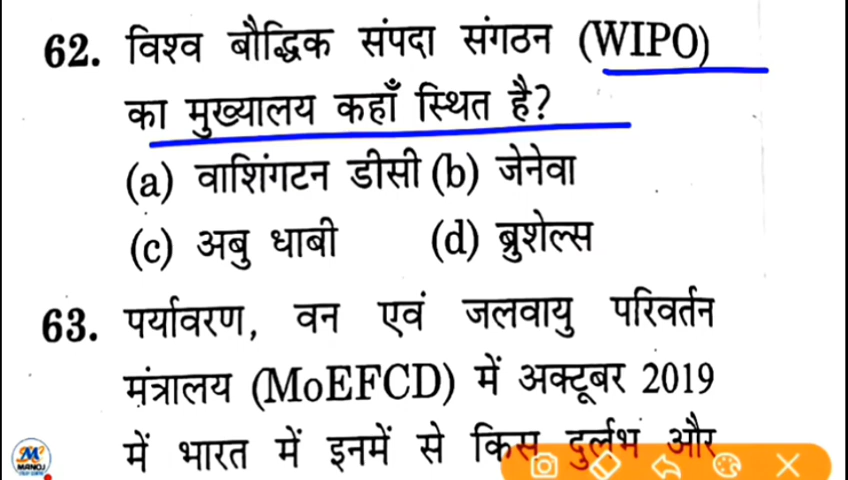 62. विश्व बौद्धिक संपदा संगठन (WIPO)
का मुख्यालय कहाँ स्थित है?
(a) वाशिंगटन डीसी (b) जेनेवा
(c) अबु धाबी (d) ब्रुशेल्स
63. पर्यावरण, वन एवं जलवायु परिवर्तन
मंत्रालय (MoEFCD) में अक्टूबर 2019
में भारत में इनमें से किस दुर्लभ और
MANOJ